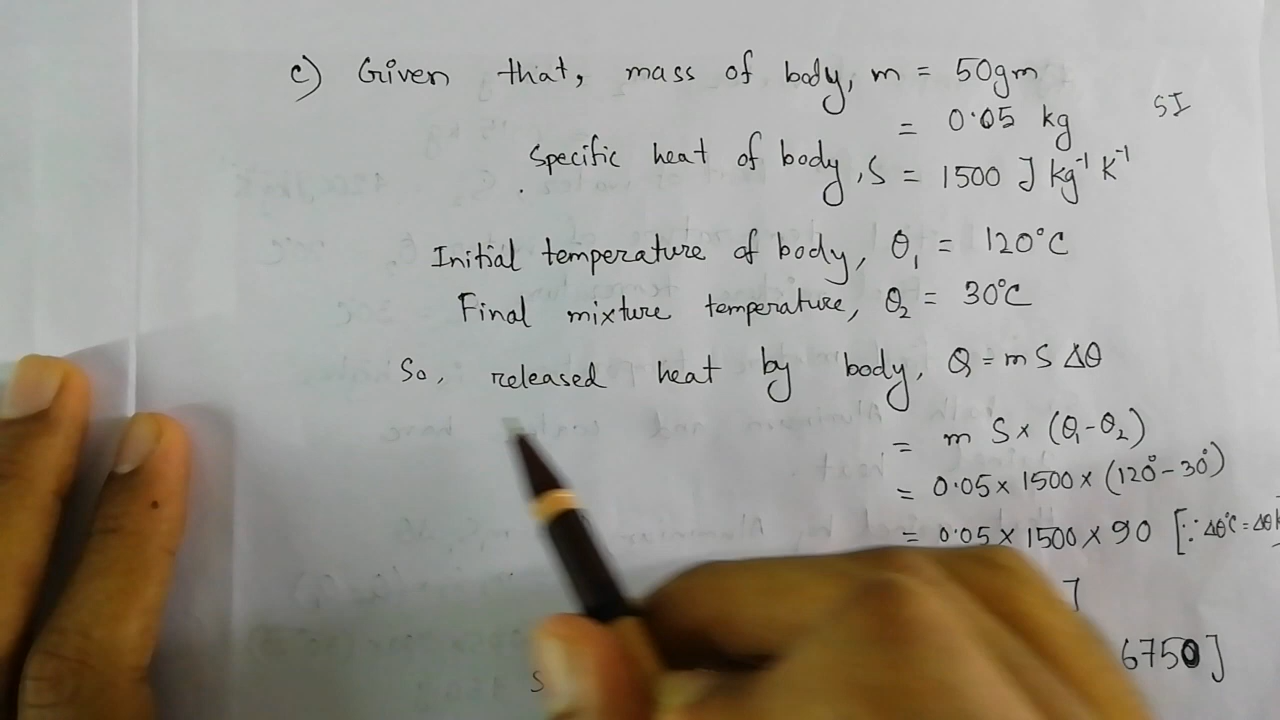 c) Given that, mass of body, m = 50gm
= 0.05 kg
SI
Specific heat of body, S = 1500 J kg⁻¹ K⁻¹
Initial temperature of body, θ₁ = 120°C
Final mixture temperature, θ₂ = 30°C
So, released heat by body, Q = m S Δθ
= m S × (θ₁ - θ₂)
= 0.05 × 1500 × (120° - 30°)
= 0.05 × 1500 × 90 [∵ Δθ°C = Δθ K
J
S
6750 J